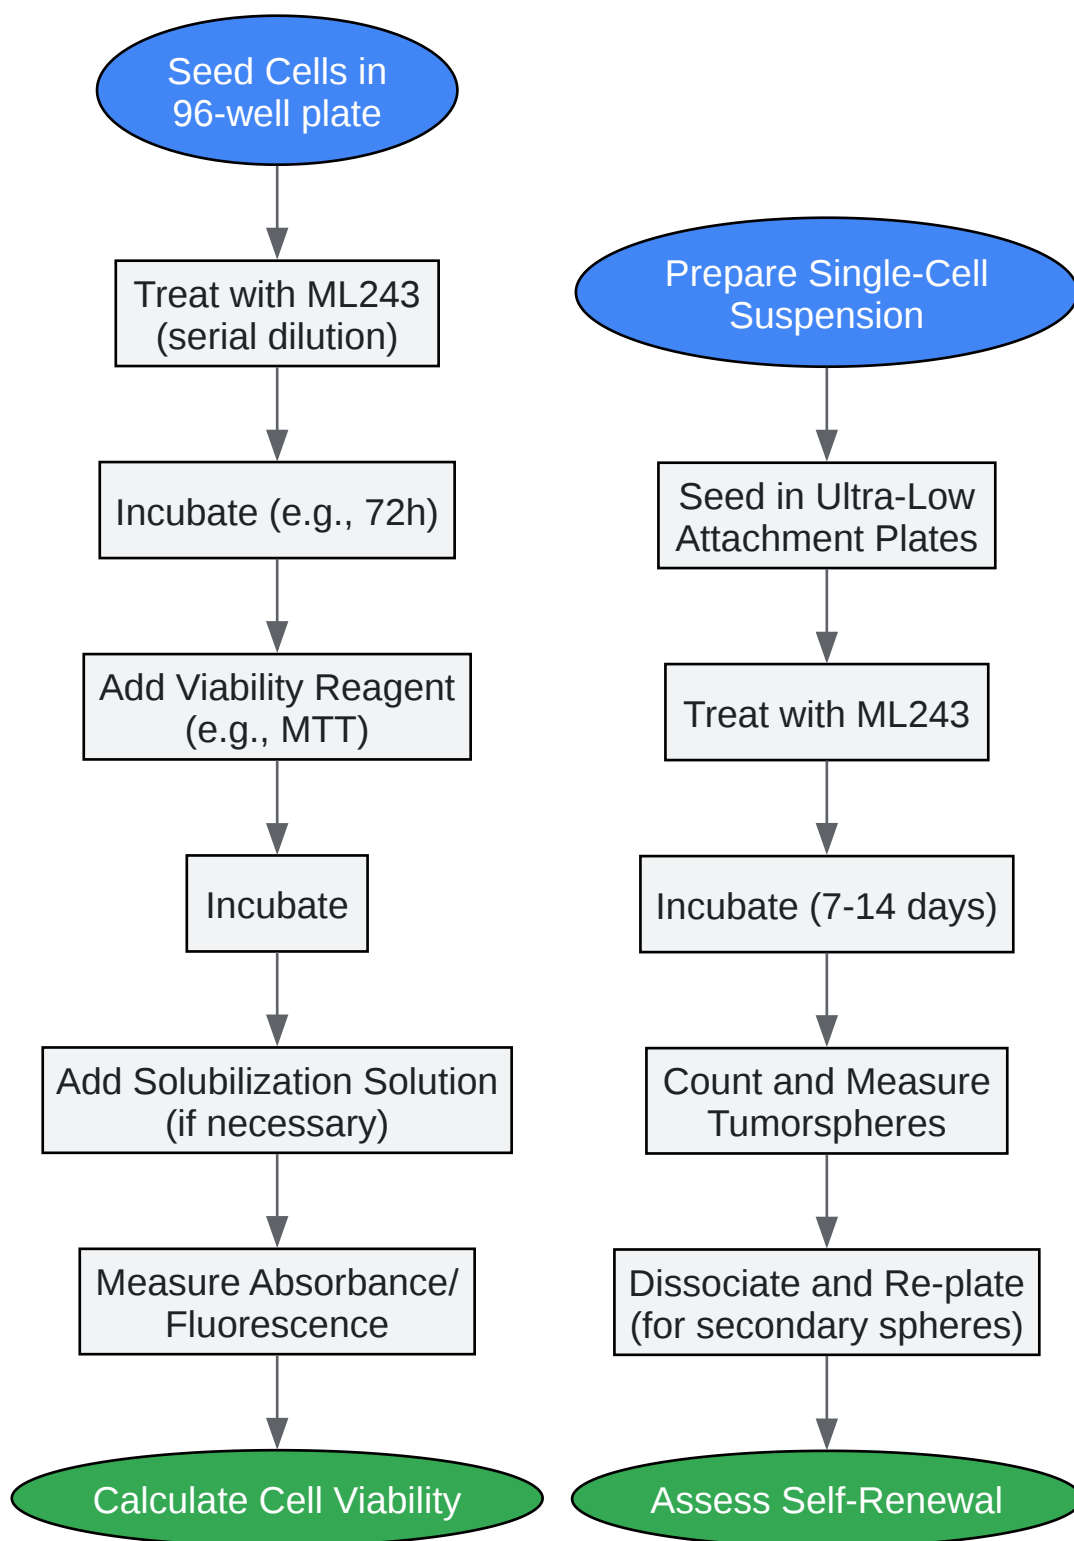 Seed Cells in
96-well plate
Treat with ML243
(serial dilution)
Incubate (e.g., 72h)
Add Viability Reagent
(e.g., MTT)
Incubate
Add Solubilization Solution
(if necessary)
Measure Absorbance/
Fluorescence
Calculate Cell Viability
Prepare Single-Cell
Suspension
Seed in Ultra-Low
Attachment Plates
Treat with ML243
Incubate (7-14 days)
Count and Measure
Tumorspheres
Dissociate and Re-plate
(for secondary spheres)
Assess Self-Renewal